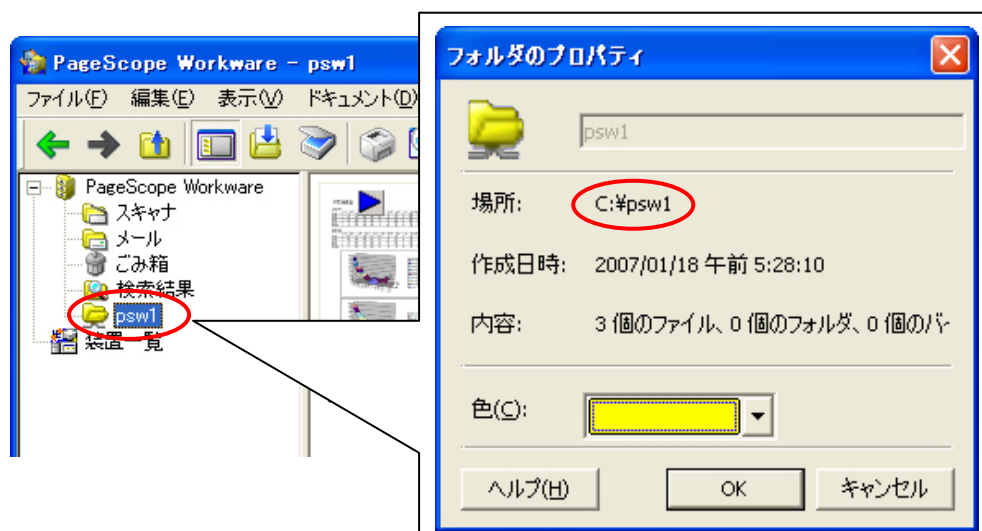 PageScope Workware - psw1
ファイル(F) 編集(E) 表示(V) ドキュメント(D)
PageScope Workware
スキャナ
メール
ごみ箱
検索結果
psw1
装置一覧
フォルダのプロパティ
psw1
場所: C:¥psw1
作成日時: 2007/01/18 午前 5:28:10
内容: 3 個のファイル、0 個のフォルダ、0 個のバ
色(C):
ヘルプ(H) OK キャンセル